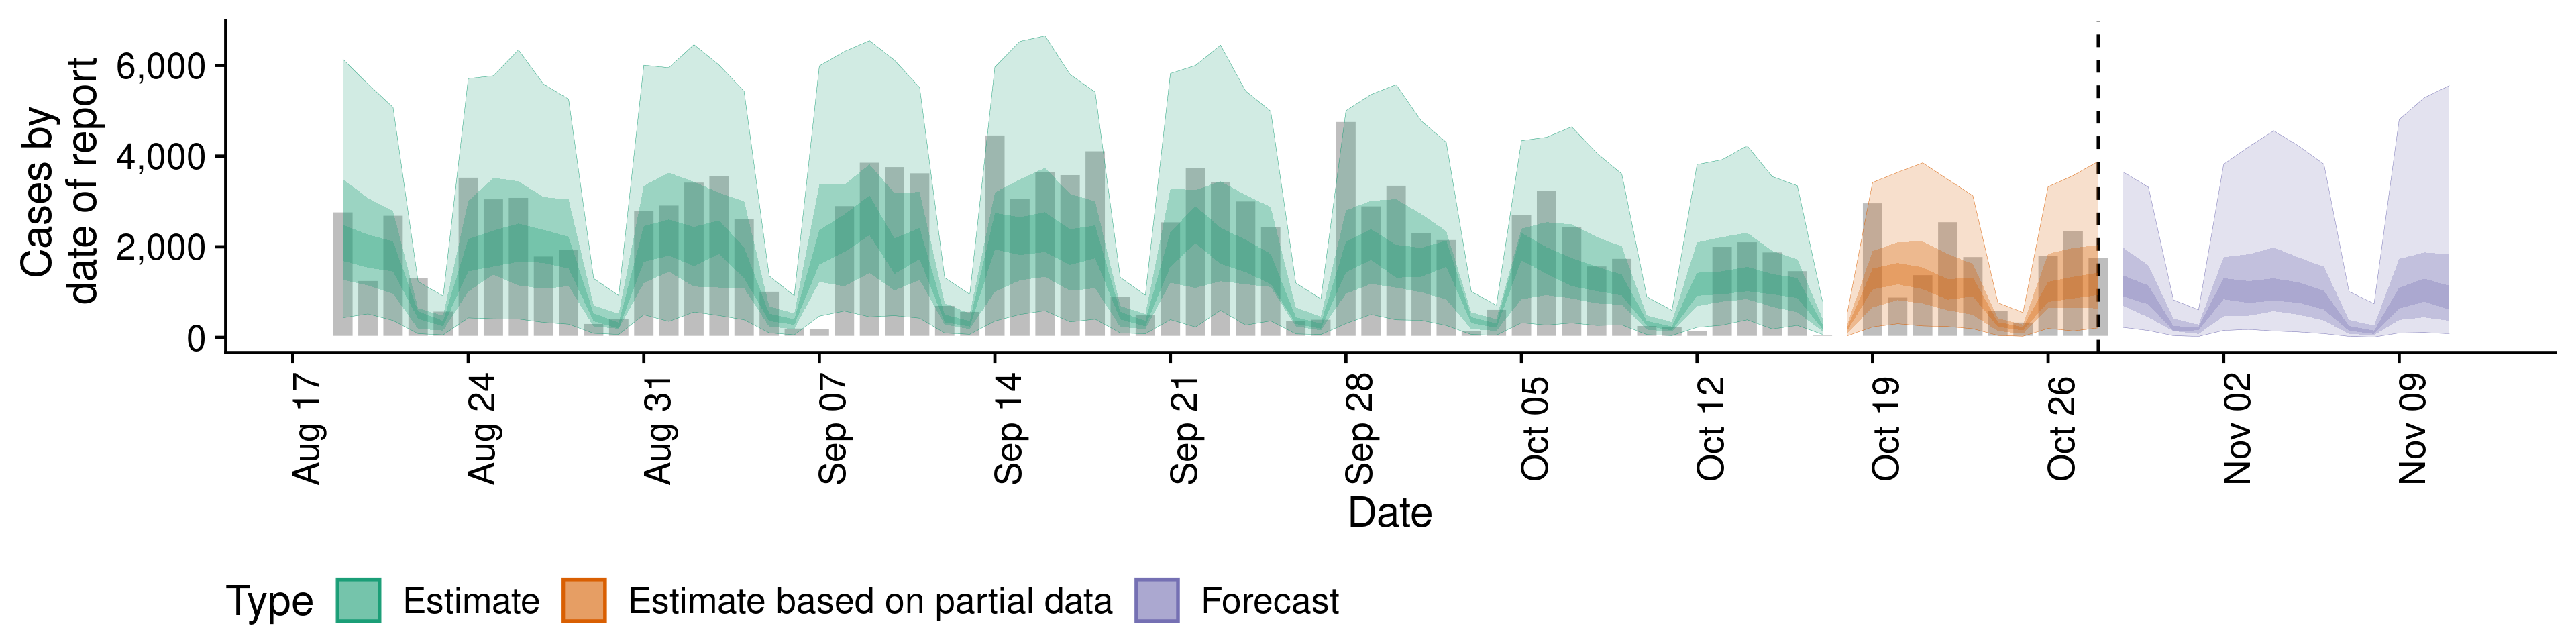 Cases by
date of report
6,000
4,000
2,000
0
Aug 17
Aug 24
Aug 31
Sep 07
Sep 14
Sep 21
Sep 28
Oct 05
Oct 12
Oct 19
Oct 26
Nov 02
Nov 09
Date
Type Estimate Estimate based on partial data Forecast